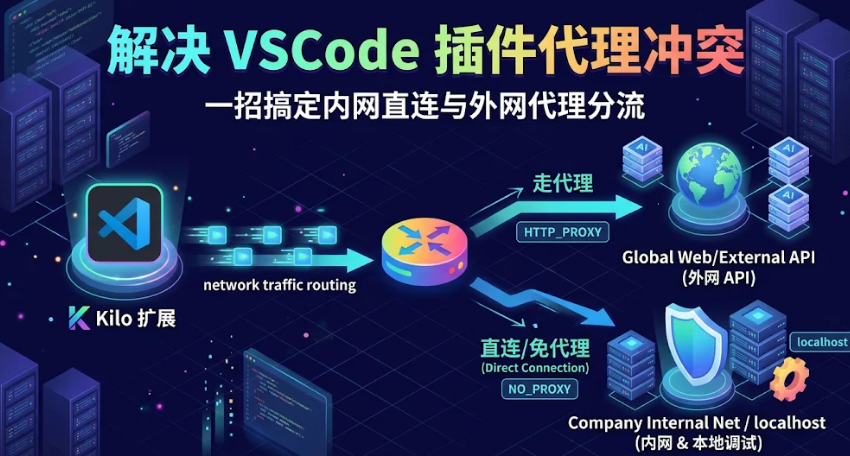 解决 VSCode 插件代理冲突
一招搞定内网直连与外网代理分流
走代理
HTTP_PROXY
AI
AI
AI
Global Web/External API
(外网 API)
network traffic routing
Kilo 扩展
直连/免代理
(Direct Connection)
NO_PROXY
localhost
Company Internal Net / localhost
(内网 & 本地调试)